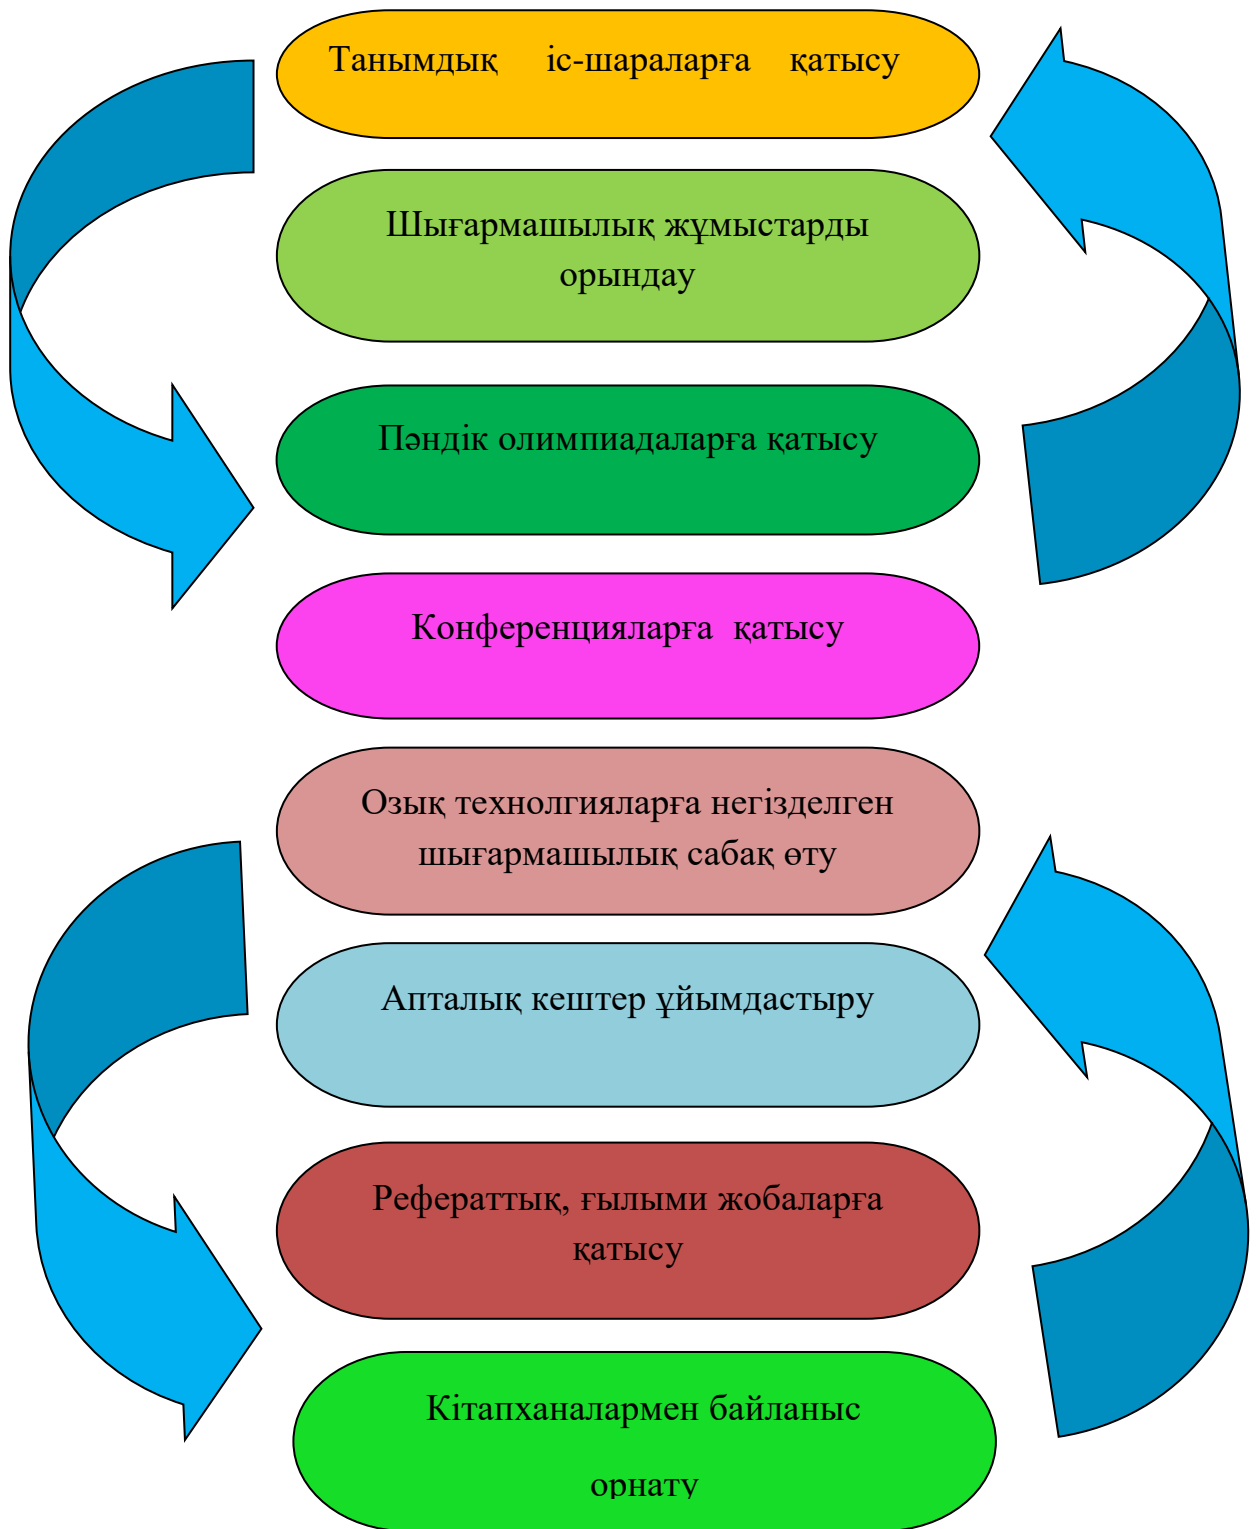 Танымдық іс-шараларға қатысу
Шығармашылық жұмыстарды
орындау
Пәндік олимпиадаларға қатысу
Конференцияларға қатысу
Озық технолгияларға негізделген
шығармашылық сабақ өту
Апталық кештер ұйымдастыру
Рефераттық, ғылыми жобаларға
қатысу
Кітапханалармен байланыс
орнату